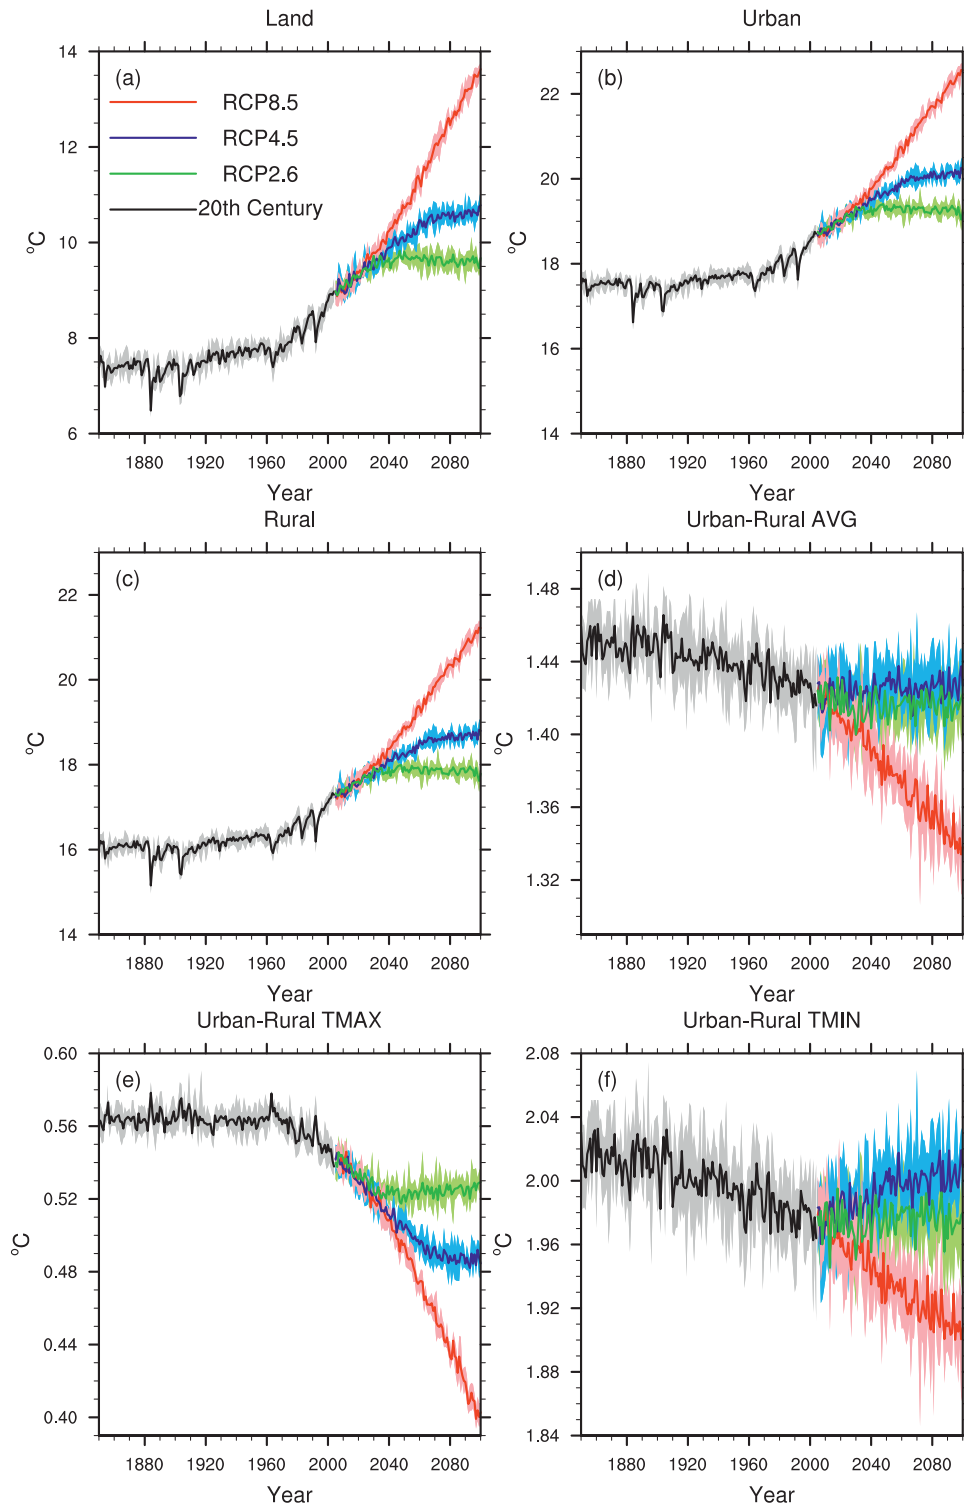 Land
(a)
RCP8.5
RCP4.5
RCP2.6
20th Century
14
12
10
8
6
°C
1880 1920 1960 2000 2040 2080
Year
Urban
(b)
22
20
18
16
14
°C
1880 1920 1960 2000 2040 2080
Year
Rural
(c)
22
20
18
16
14
°C
1880 1920 1960 2000 2040 2080
Year
Urban-Rural AVG
(d)
1.48
1.44
1.40
1.36
1.32
°C
1880 1920 1960 2000 2040 2080
Year
Urban-Rural TMAX
(e)
0.60
0.56
0.52
0.48
0.44
0.40
°C
1880 1920 1960 2000 2040 2080
Year
Urban-Rural TMIN
(f)
2.08
2.04
2.00
1.96
1.92
1.88
1.84
°C
1880 1920 1960 2000 2040 2080
Year